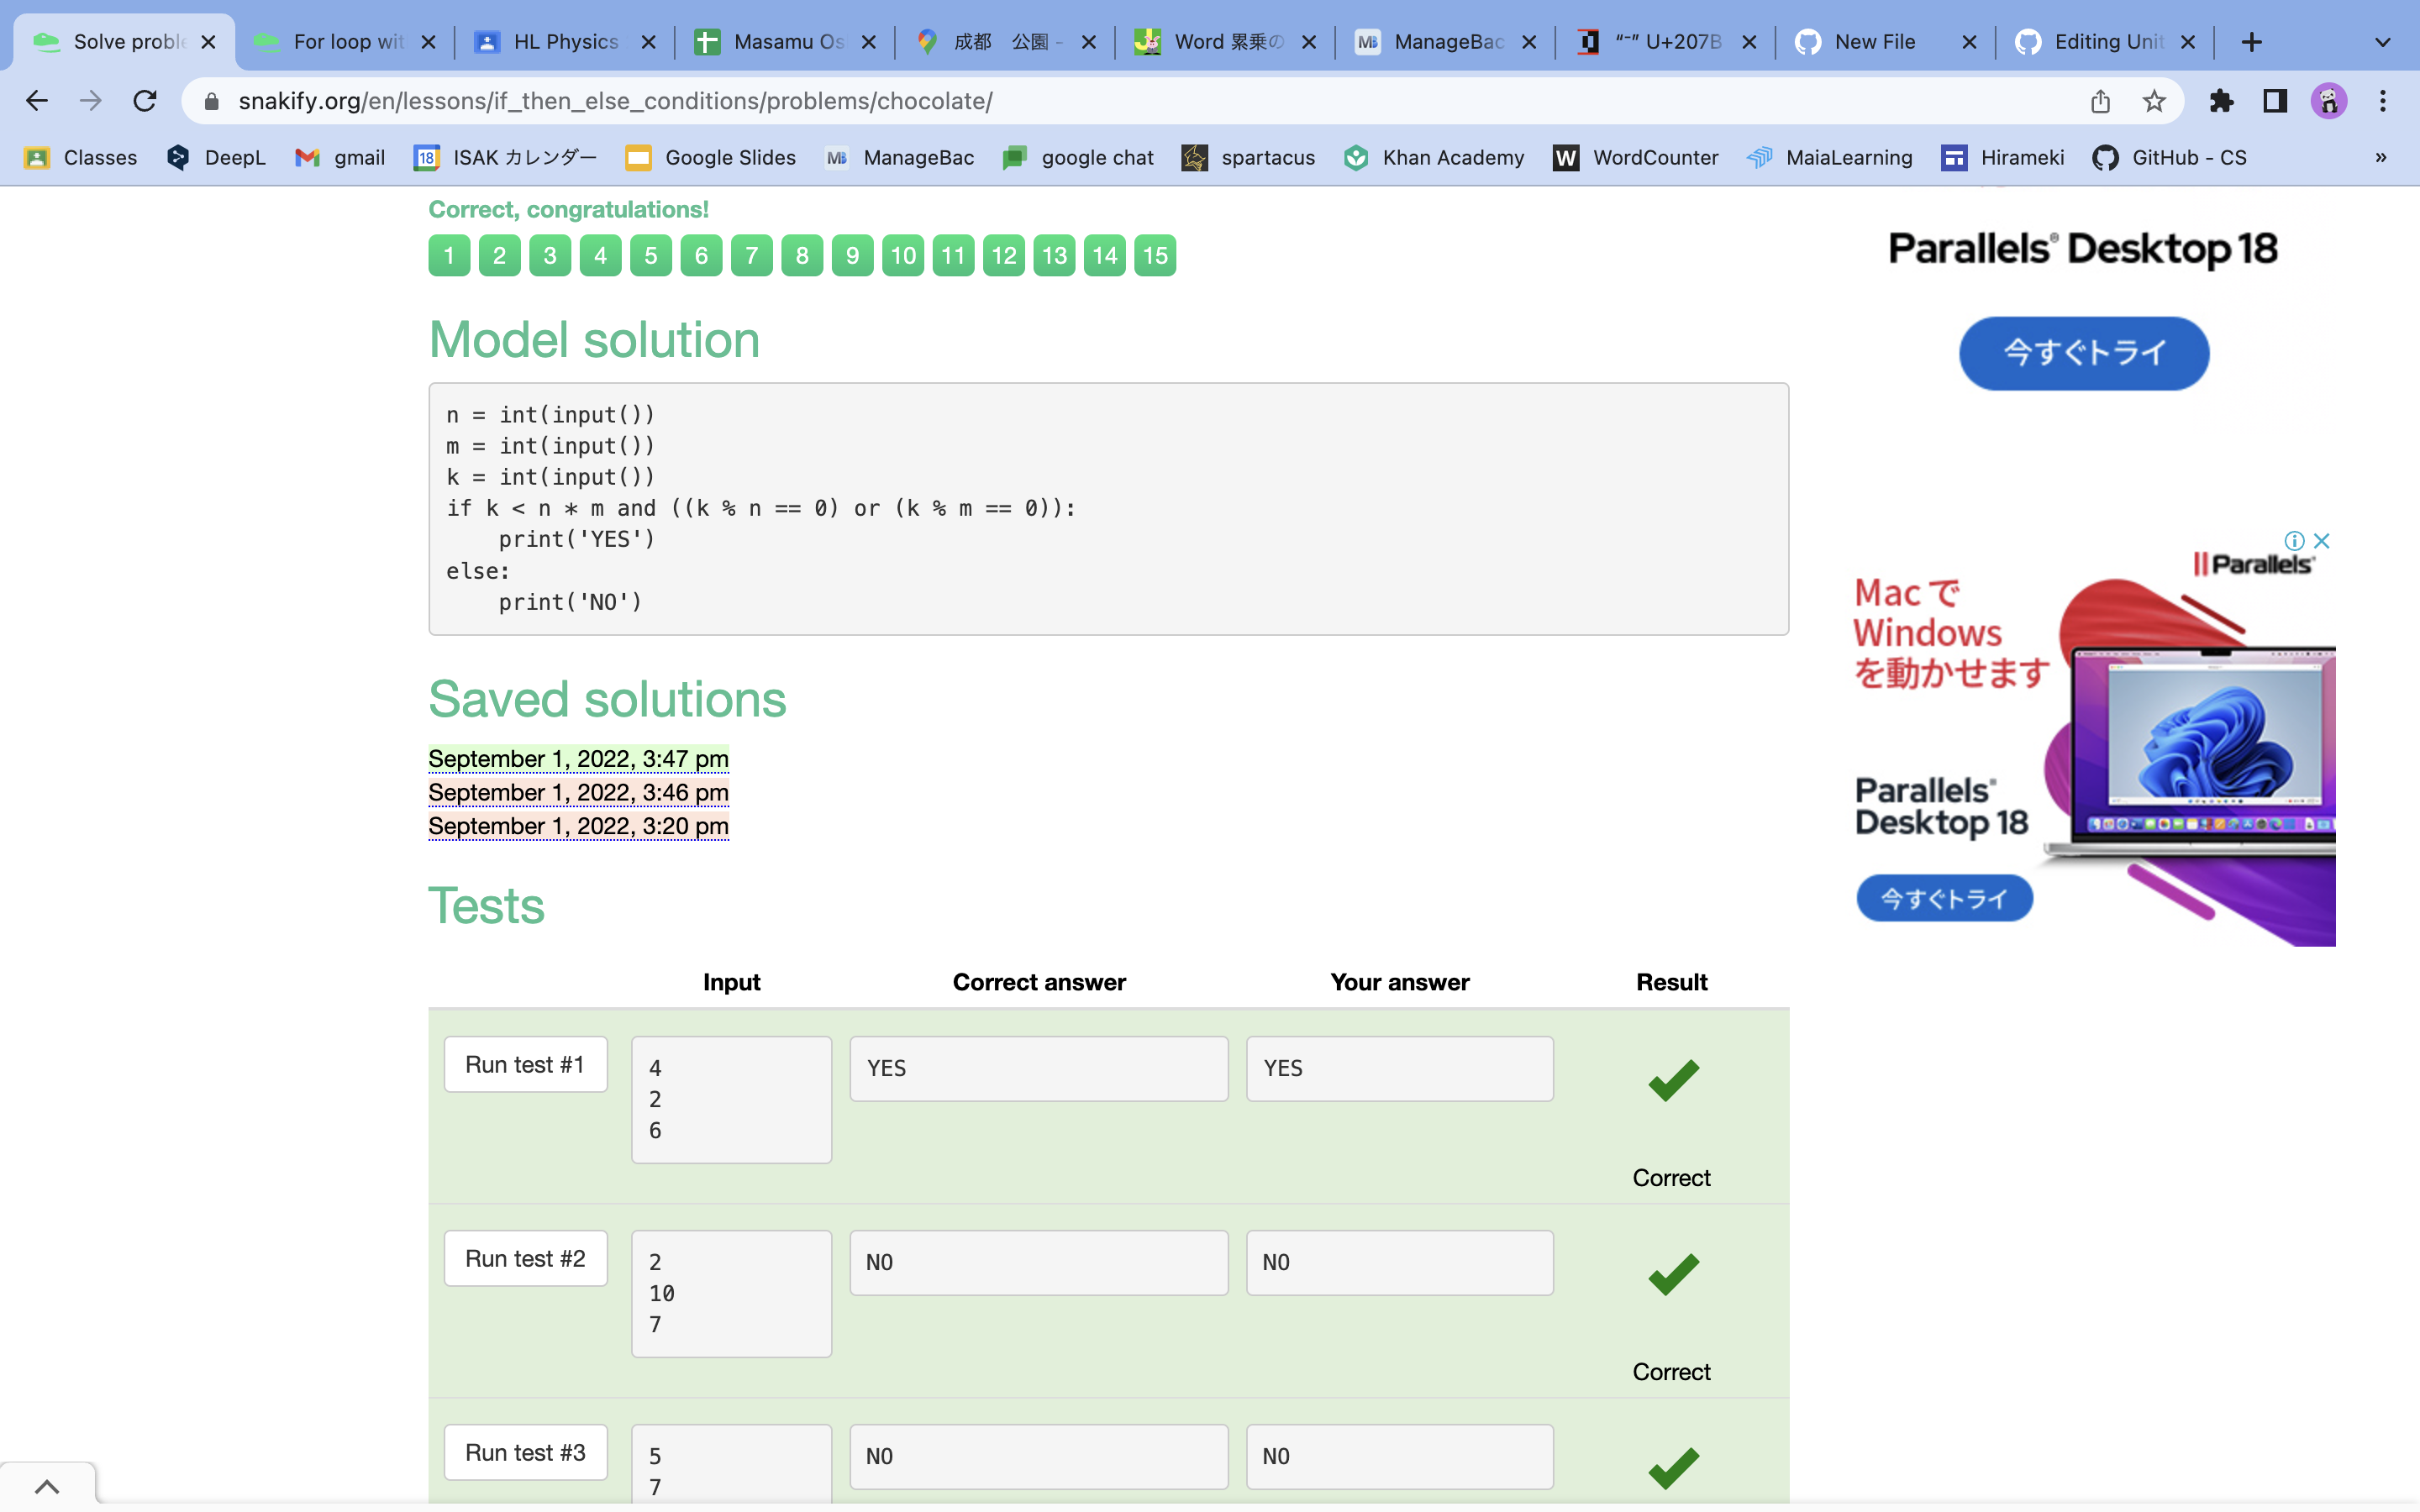 Solve proble
For loop wit
HL Physics
Masamu Os
成都　公園 -
Word 累乗の
ManageBac
“⁻” U+207B
New File
Editing Unit
snakify.org/en/lessons/if_then_else_conditions/problems/chocolate/
Classes
DeepL
gmail
18
ISAK カレンダー
Google Slides
MB
ManageBac
google chat
spartacus
Khan Academy
W
WordCounter
MaiaLearning
Hirameki
GitHub - CS
»
Correct, congratulations!
1 2 3 4 5 6 7 8 9 10 11 12 13 14 15
Model solution
n = int(input())
m = int(input())
k = int(input())
if k < n * m and ((k % n == 0) or (k % m == 0)):
    print('YES')
else:
    print('NO')
Saved solutions
September 1, 2022, 3:47 pm
September 1, 2022, 3:46 pm
September 1, 2022, 3:20 pm
Tests
Input Correct answer Your answer Result
Run test #1
4
2
6
YES
YES
Correct
Run test #2
2
10
7
NO
NO
Correct
Run test #3
5
7
NO
NO
Parallels® Desktop 18
今すぐトライ
Parallels®
Mac で
Windows
を動かせます
Parallels®
Desktop 18
今すぐトライ